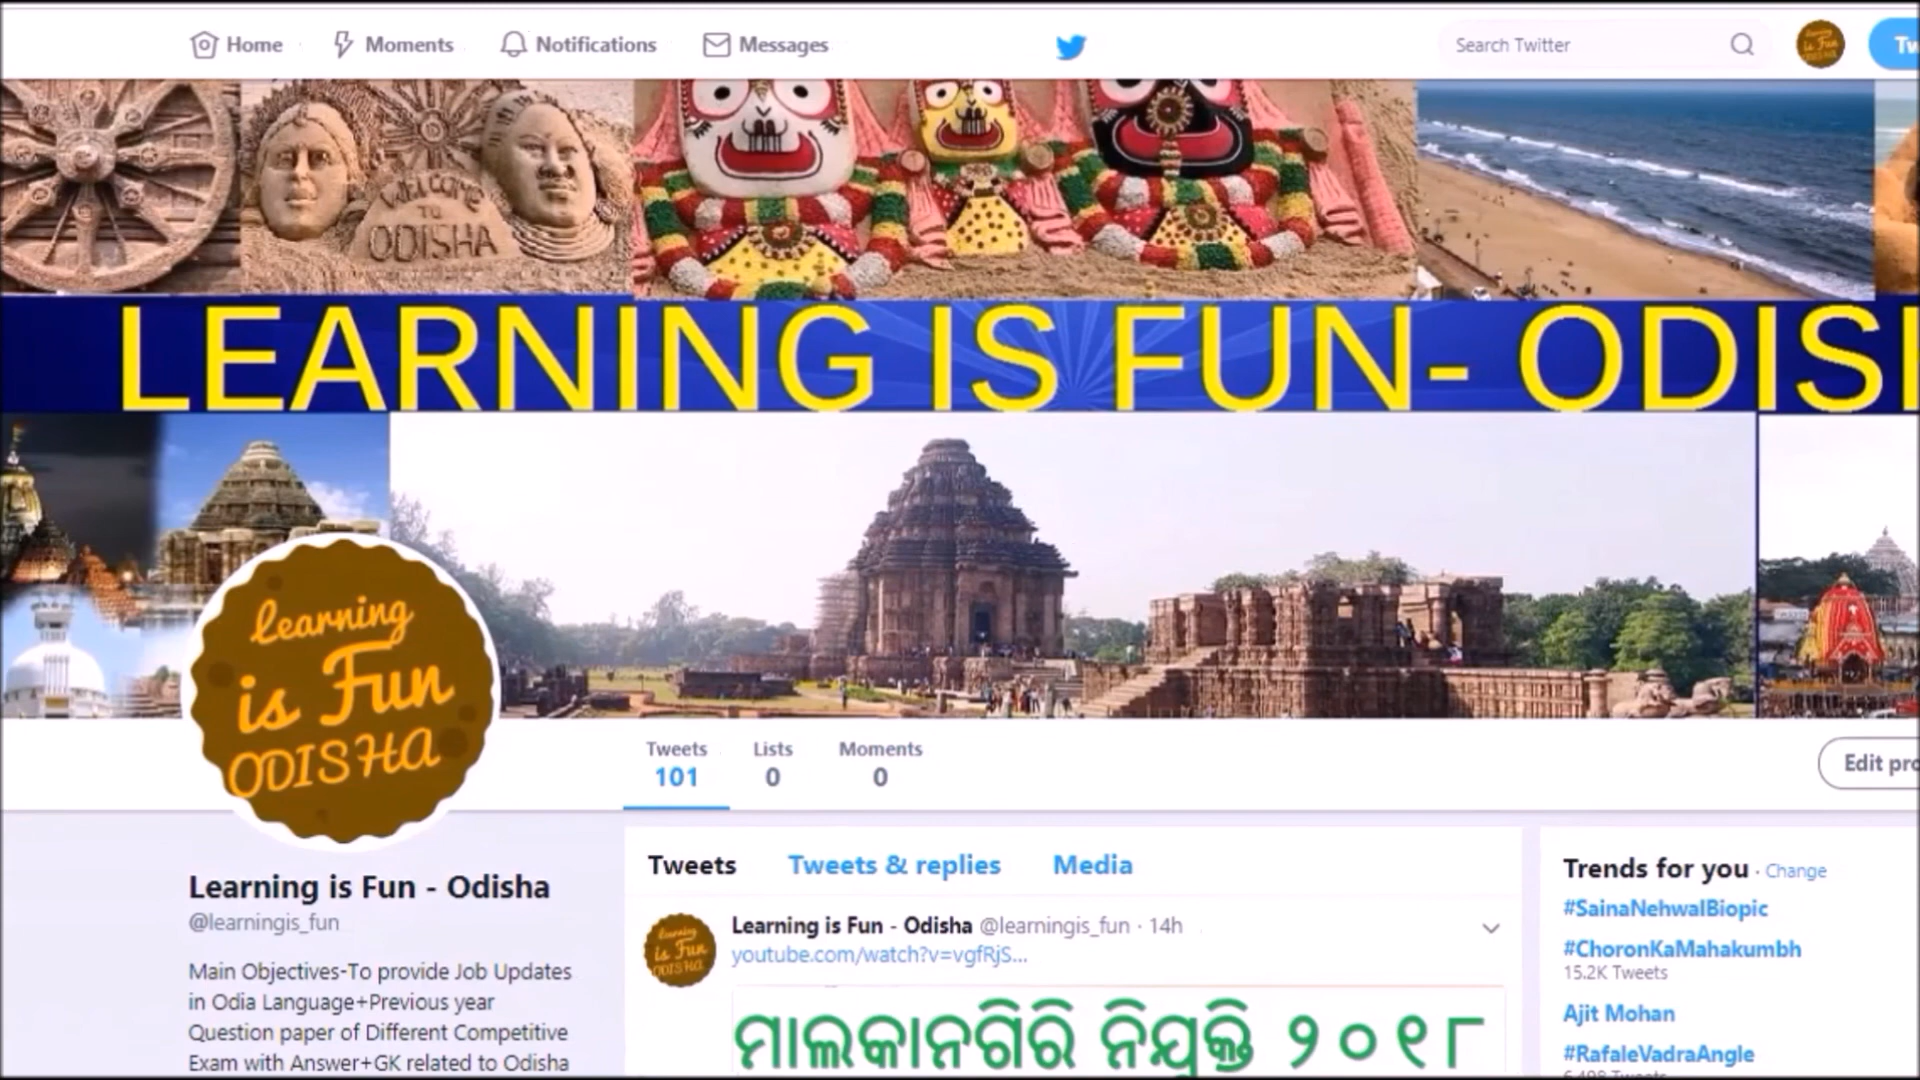 Home
Moments
Notifications
Messages
Search Twitter
Welcome
TO
ODISHA
LEARNING IS FUN- ODIS
Learning
is Fun
ODISHA
Tweets
101
Lists
0
Moments
0
Edit
Learning is Fun - Odisha
@learningis_fun
Main Objectives-To provide Job Updates
in Odia Language+Previous year
Question paper of Different Competitive
Exam with Answer+GK related to Odisha
Tweets
Tweets & replies
Media
Learning is Fun - Odisha @learningis_fun · 14h
youtube.com/watch?v=vgfRjS...
ମାଲକାନଗିରି ନିଯୁକ୍ତି ୨୦୧୮
Trends for you · Change
#SainaNehwalBiopic
#ChoronKaMahakumbh
15.2K Tweets
Ajit Mohan
#RafaleVadraAngle